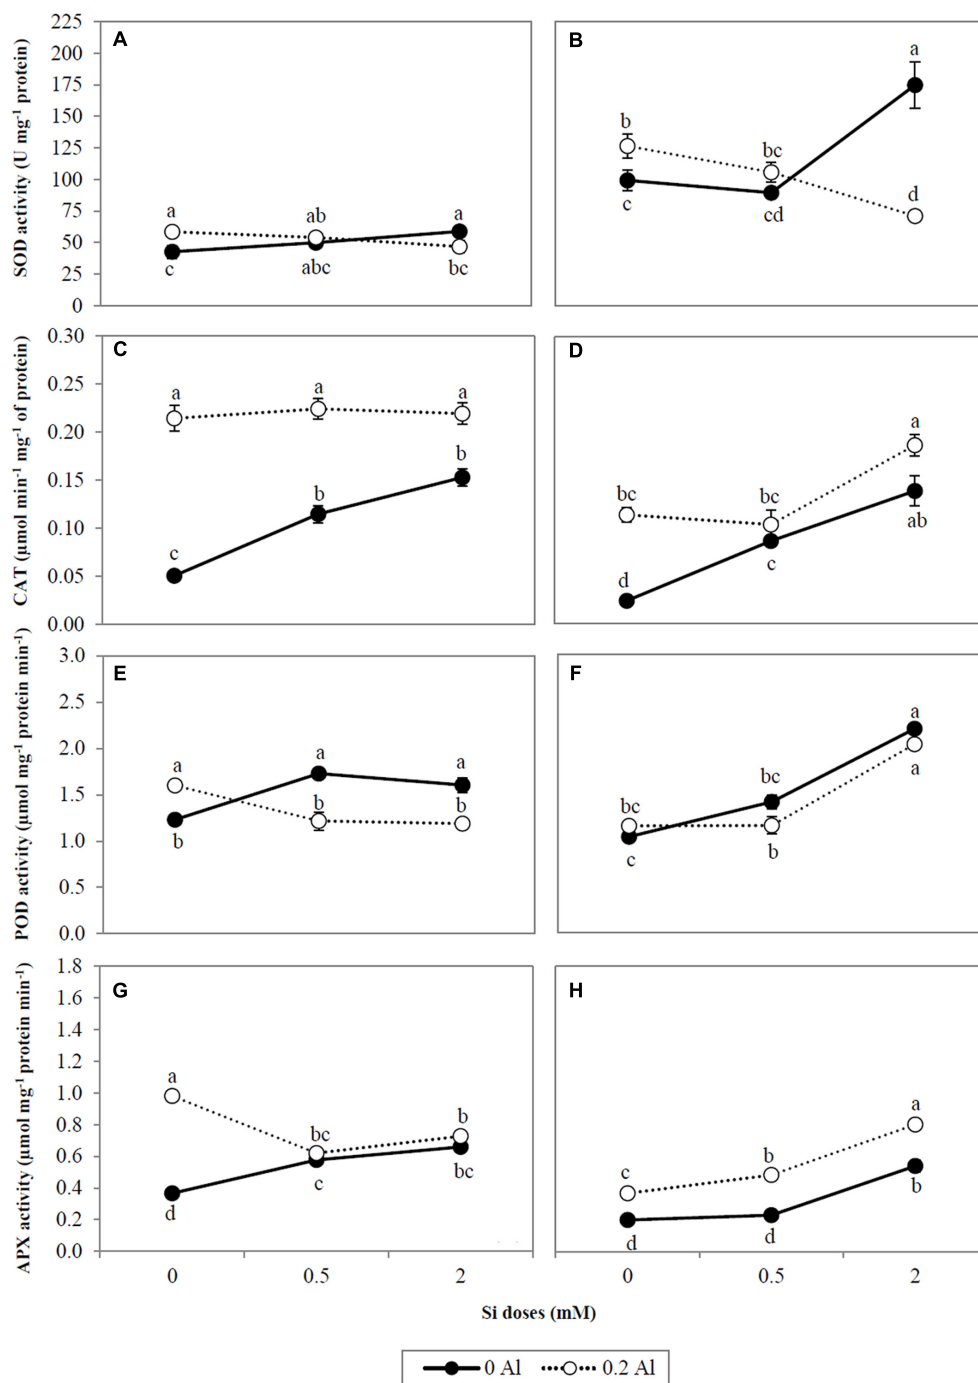 A
B
SOD activity (U mg⁻¹ protein)
225
200
175
150
125
100
75
50
25
0
a
ab
a
c
abc
bc
b
bc
a
c
cd
d
C
D
CAT (µmol min⁻¹ mg⁻¹ of protein)
0.30
0.25
0.20
0.15
0.10
0.05
0.00
a
a
a
c
b
b
bc
bc
a
d
c
ab
E
F
POD activity (µmol mg⁻¹ protein min⁻¹)
3.0
2.5
2.0
1.5
1.0
0.5
0.0
a
a
a
b
b
b
bc
bc
a
c
b
a
G
H
APX activity (µmol mg⁻¹ protein min⁻¹)
1.8
1.6
1.4
1.2
1.0
0.8
0.6
0.4
0.2
0.0
a
bc
b
d
c
bc
c
b
a
d
d
b
0 0.5 2 0 0.5 2
Si doses (mM)
0 Al 0.2 Al